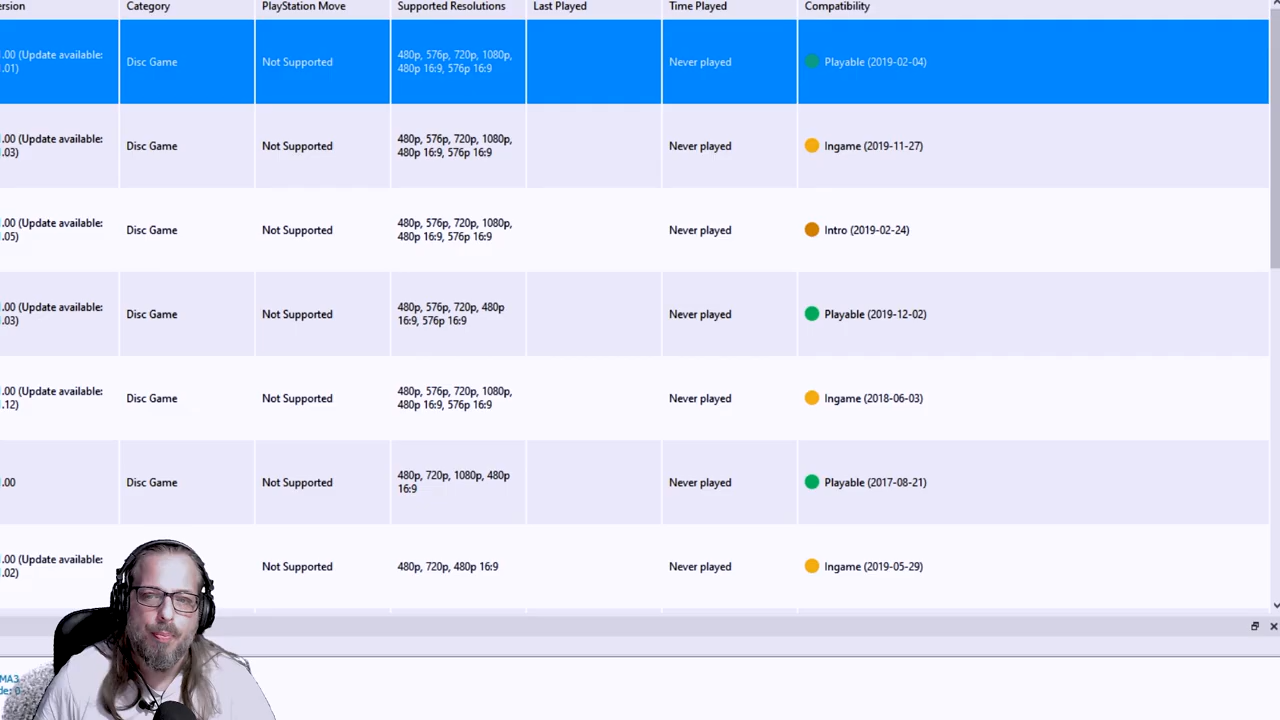 ersion Category PlayStation Move Supported Resolutions Last Played Time Played Compatibility
.00 (Update available:
.01)
Disc Game
Not Supported
480p, 576p, 720p, 1080p,
480p 16:9, 576p 16:9
Never played
Playable (2019-02-04)
.00 (Update available:
.03)
Disc Game
Not Supported
480p, 576p, 720p, 1080p,
480p 16:9, 576p 16:9
Never played
Ingame (2019-11-27)
.00 (Update available:
.05)
Disc Game
Not Supported
480p, 576p, 720p, 1080p,
480p 16:9, 576p 16:9
Never played
Intro (2019-02-24)
.00 (Update available:
.03)
Disc Game
Not Supported
480p, 576p, 720p, 480p
16:9, 576p 16:9
Never played
Playable (2019-12-02)
.00 (Update available:
.12)
Disc Game
Not Supported
480p, 576p, 720p, 1080p,
480p 16:9, 576p 16:9
Never played
Ingame (2018-06-03)
.00
Disc Game
Not Supported
480p, 720p, 1080p, 480p
16:9
Never played
Playable (2017-08-21)
.00 (Update available:
.02)
Not Supported
480p, 720p, 480p 16:9
Never played
Ingame (2019-05-29)
MA3
de: 0